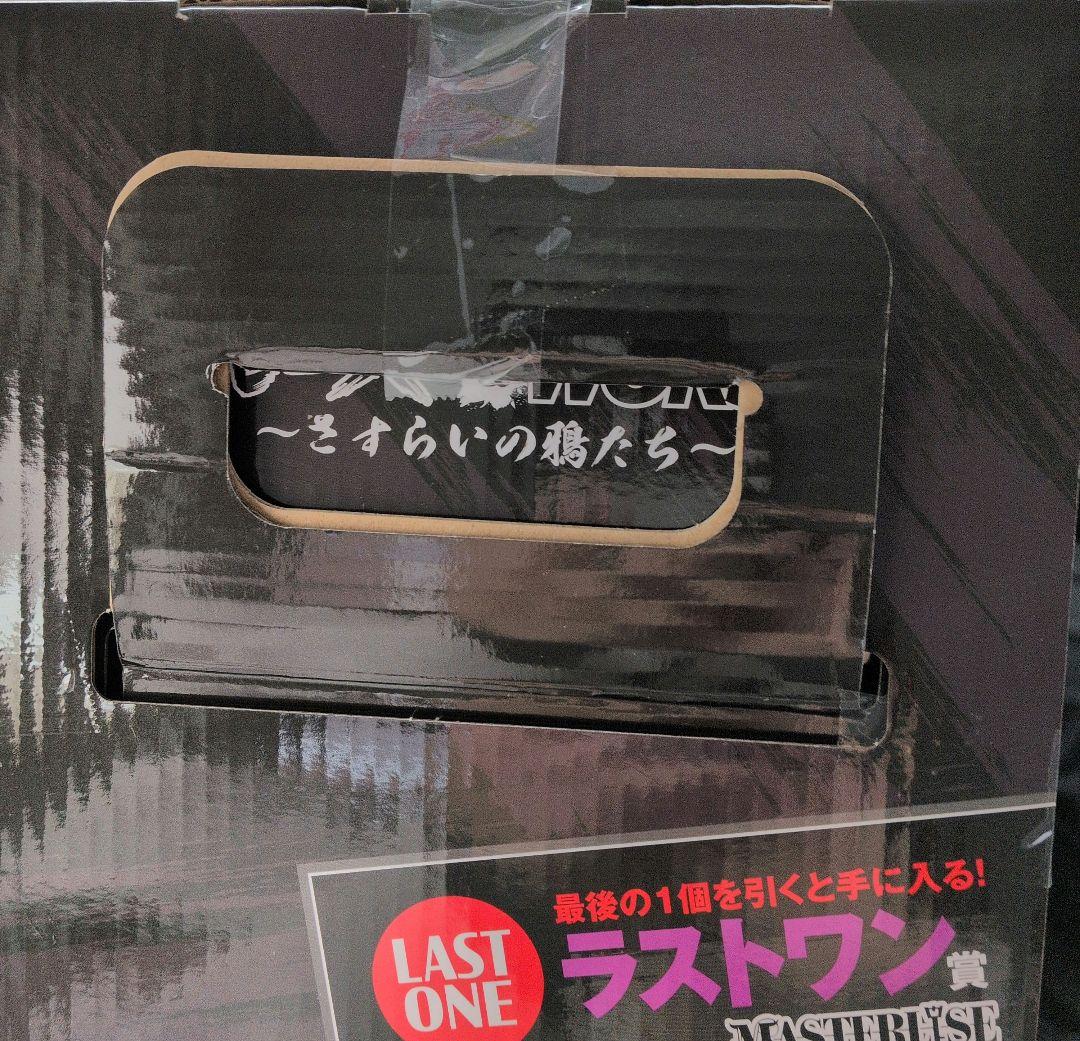 ～さすらいの鴉たち～
最後の1個を引くと手に入る!
LAST
ONE
ラストワン賞
MASTERLISE